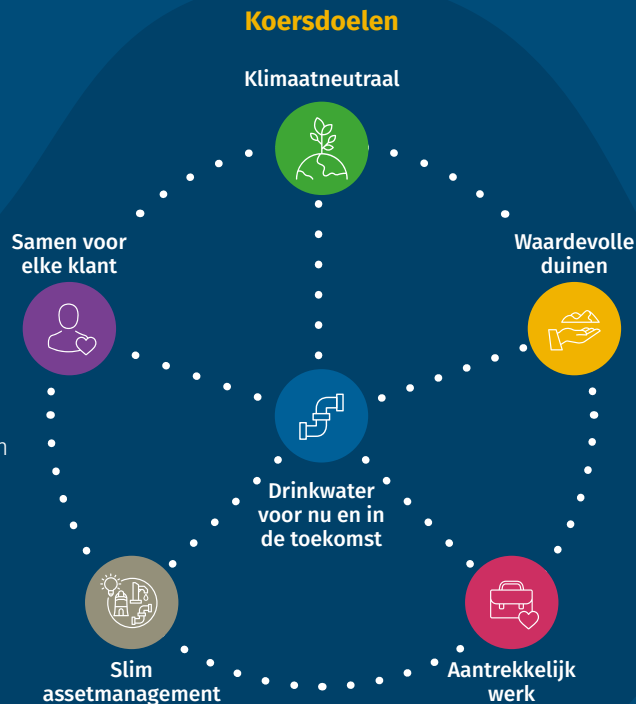 Koersdoelen
Klimaatneutraal
Samen voor
elke klant
Waardevolle
duinen
Drinkwater
voor nu en in
de toekomst
Slim
assetmanagement
Aantrekkelijk
werk